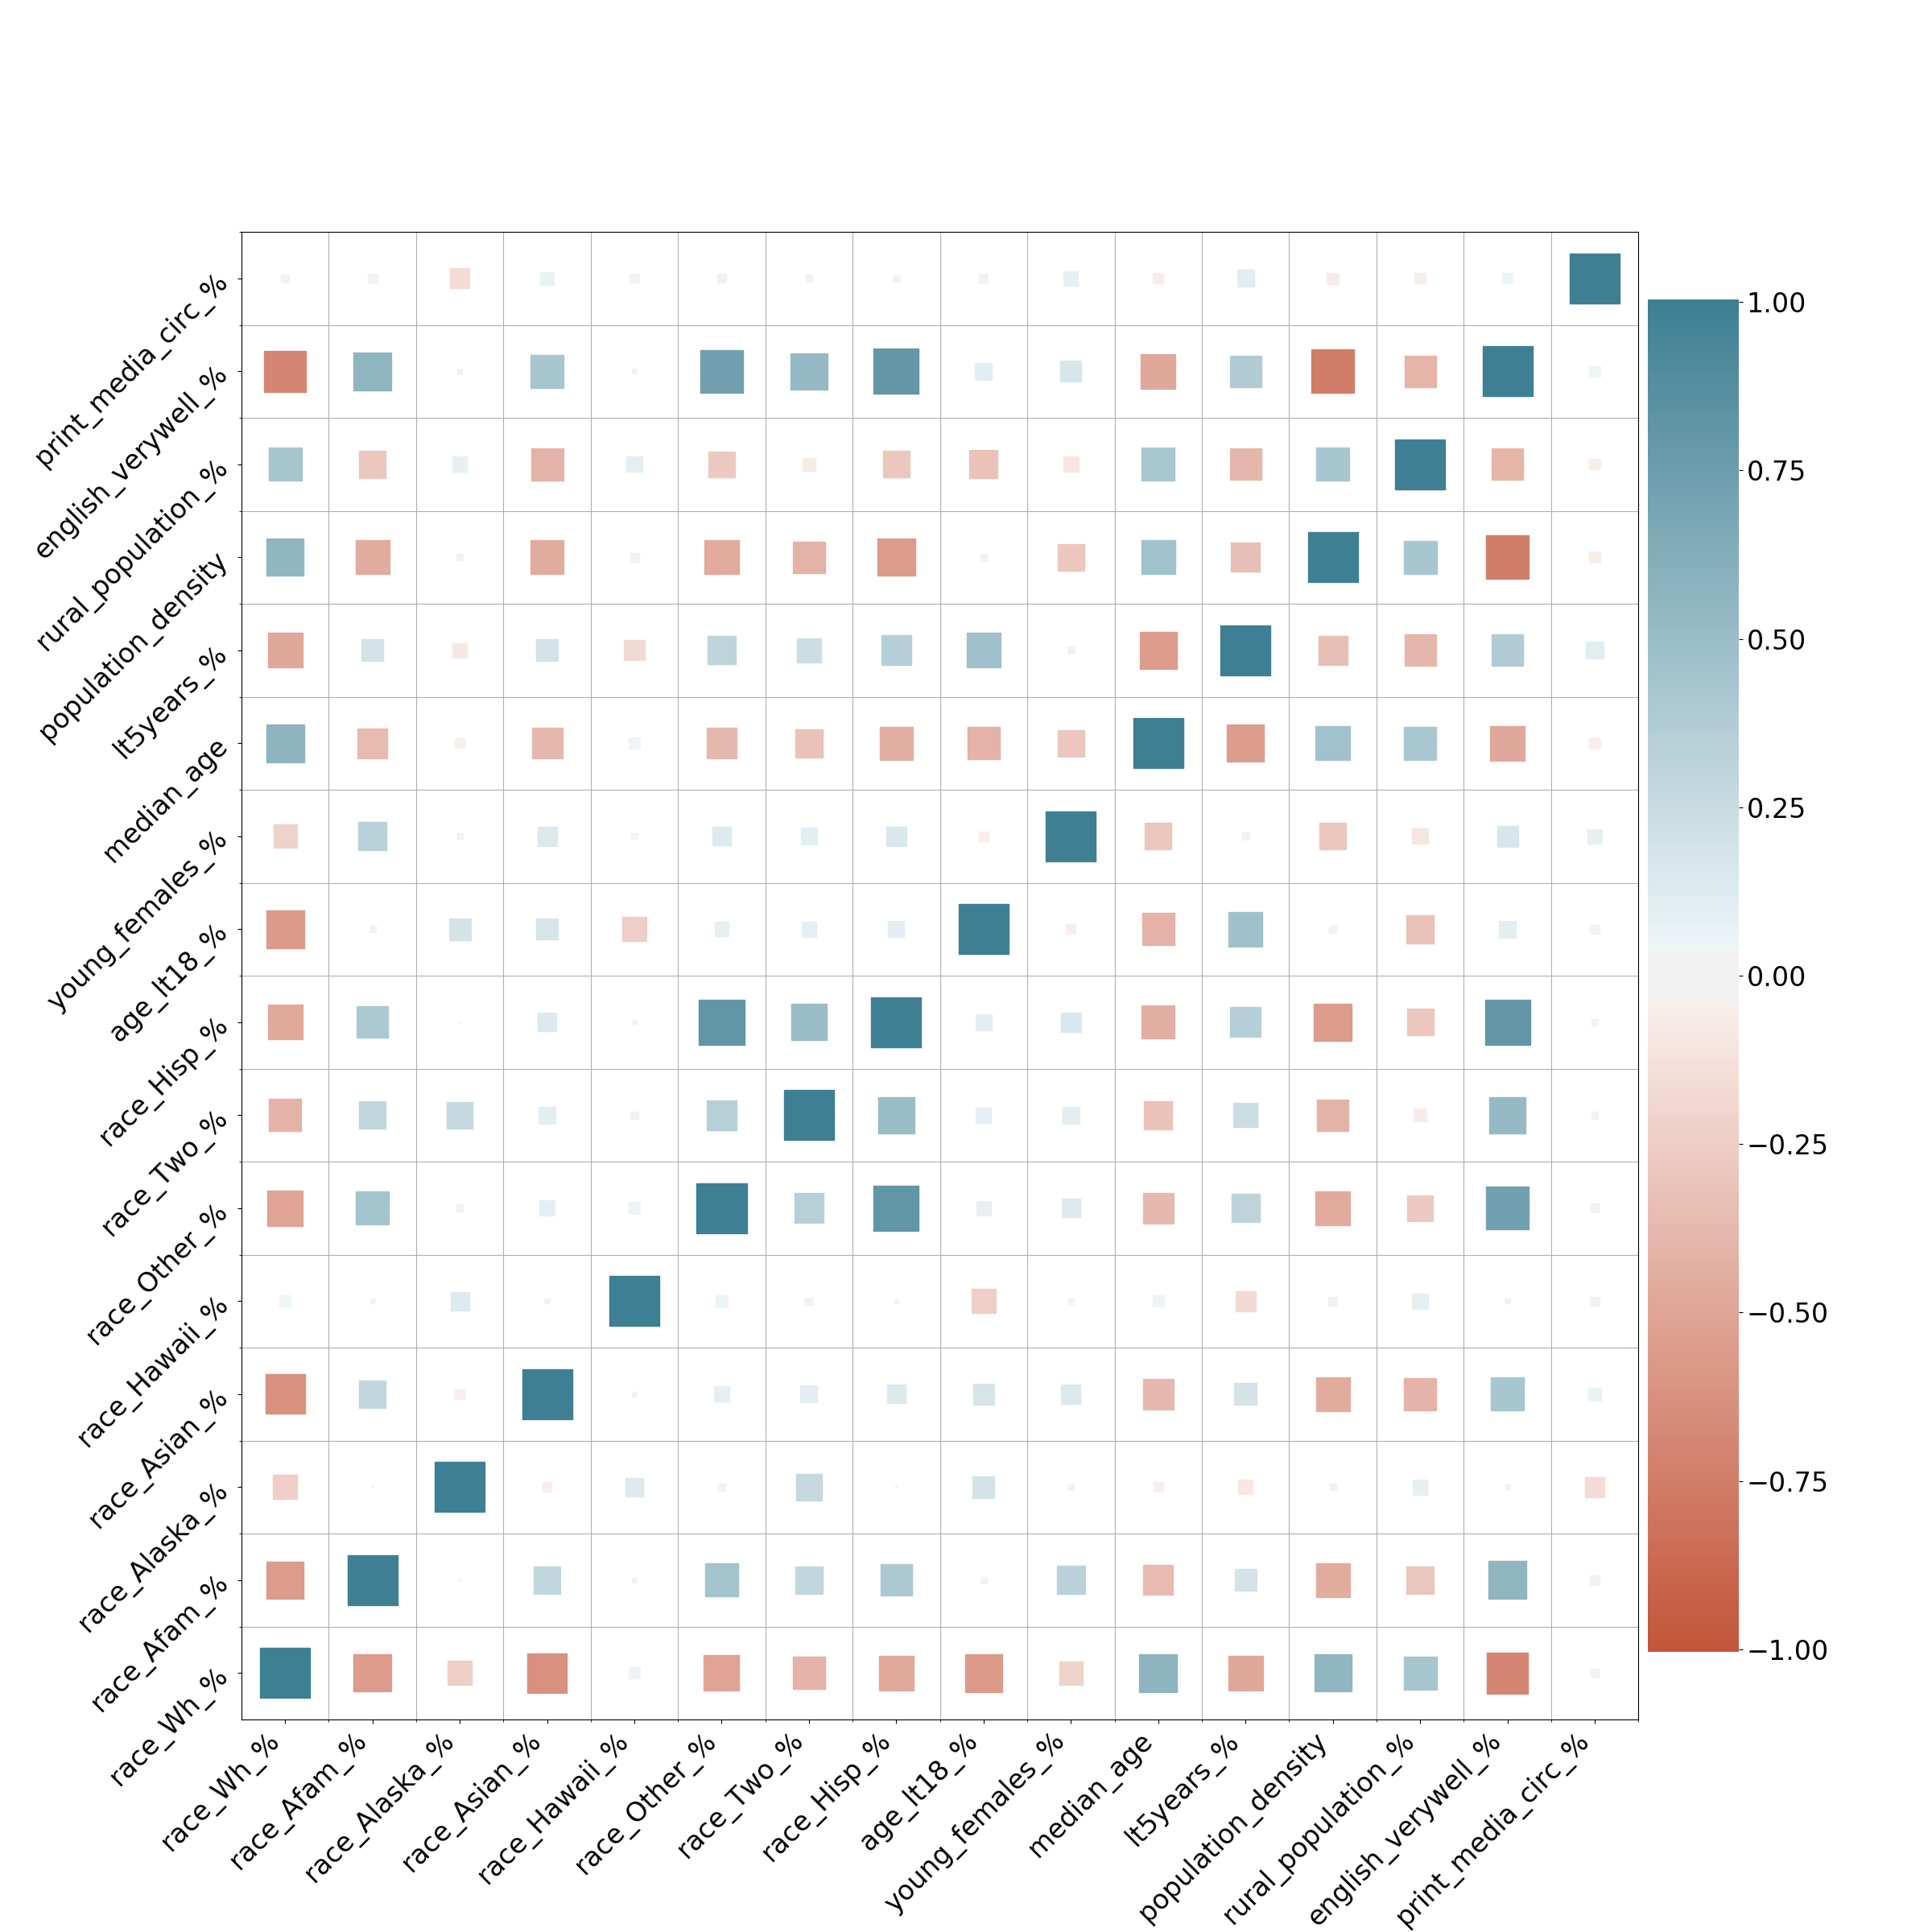 print_media_circ_%
english_verywell_%
rural_population_%
population_density
lt5years_%
median_age
young_females_%
age_lt18_%
race_Hisp_%
race_Two_%
race_Other_%
race_Hawaii_%
race_Asian_%
race_Alaska_%
race_Afam_%
race_Wh_%
race_Wh_%
race_Afam_%
race_Alaska_%
race_Asian_%
race_Hawaii_%
race_Other_%
race_Two_%
race_Hisp_%
age_lt18_%
young_females_%
median_age
lt5years_%
population_density
rural_population_%
english_verywell_%
print_media_circ_%
1.00
0.75
0.50
0.25
0.00
−0.25
−0.50
−0.75
−1.00